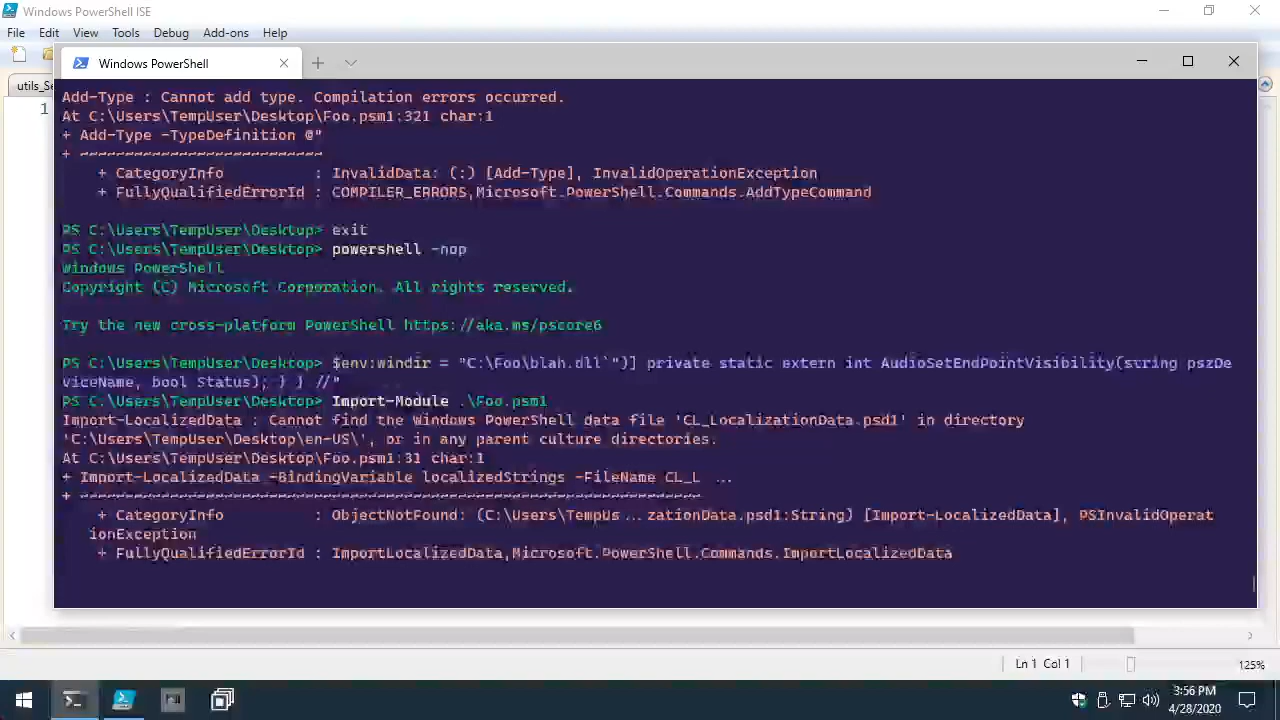 Windows PowerShell ISE
File Edit View Tools Debug Add-ons Help
Windows PowerShell
utils_Se
1
Add-Type : Cannot add type. Compilation errors occurred.
At C:\Users\TempUser\Desktop\Foo.psm1:321 char:1
+ Add-Type -TypeDefinition @"
+ ~~~~~~~~~~~~~~~~~~~~~~~~~~~
+ CategoryInfo : InvalidData: (:) [Add-Type], InvalidOperationException
+ FullyQualifiedErrorId : COMPILER_ERRORS,Microsoft.PowerShell.Commands.AddTypeCommand
PS C:\Users\TempUser\Desktop> exit
PS C:\Users\TempUser\Desktop> powershell -nop
Windows PowerShell
Copyright (C) Microsoft Corporation. All rights reserved.
Try the new cross-platform PowerShell https://aka.ms/pscore6
PS C:\Users\TempUser\Desktop> $env:windir = "C:\Foo\blah.dll`")] private static extern int AudioSetEndPointVisibility(string pszDe
viceName, bool Status); } } //"
PS C:\Users\TempUser\Desktop> Import-Module .\Foo.psm1
Import-LocalizedData : Cannot find the Windows PowerShell data file 'CL_LocalizationData.psd1' in directory
'C:\Users\TempUser\Desktop\en-US\', or in any parent culture directories.
At C:\Users\TempUser\Desktop\Foo.psm1:31 char:1
+ Import-LocalizedData -BindingVariable localizedStrings -FileName CL_L ...
+ ~~~~~~~~~~~~~~~~~~~~~~~~~~~~~~~~~~~~~~~~~~~~~~~~~~~~~~~~~~~~~~~~~~~~~
+ CategoryInfo : ObjectNotFound: (C:\Users\TempUs...zationData.psd1:String) [Import-LocalizedData], PSInvalidOperat
ionException
+ FullyQualifiedErrorId : ImportLocalizedData,Microsoft.PowerShell.Commands.ImportLocalizedData
Ln 1 Col 1
125%
3:56 PM
4/28/2020